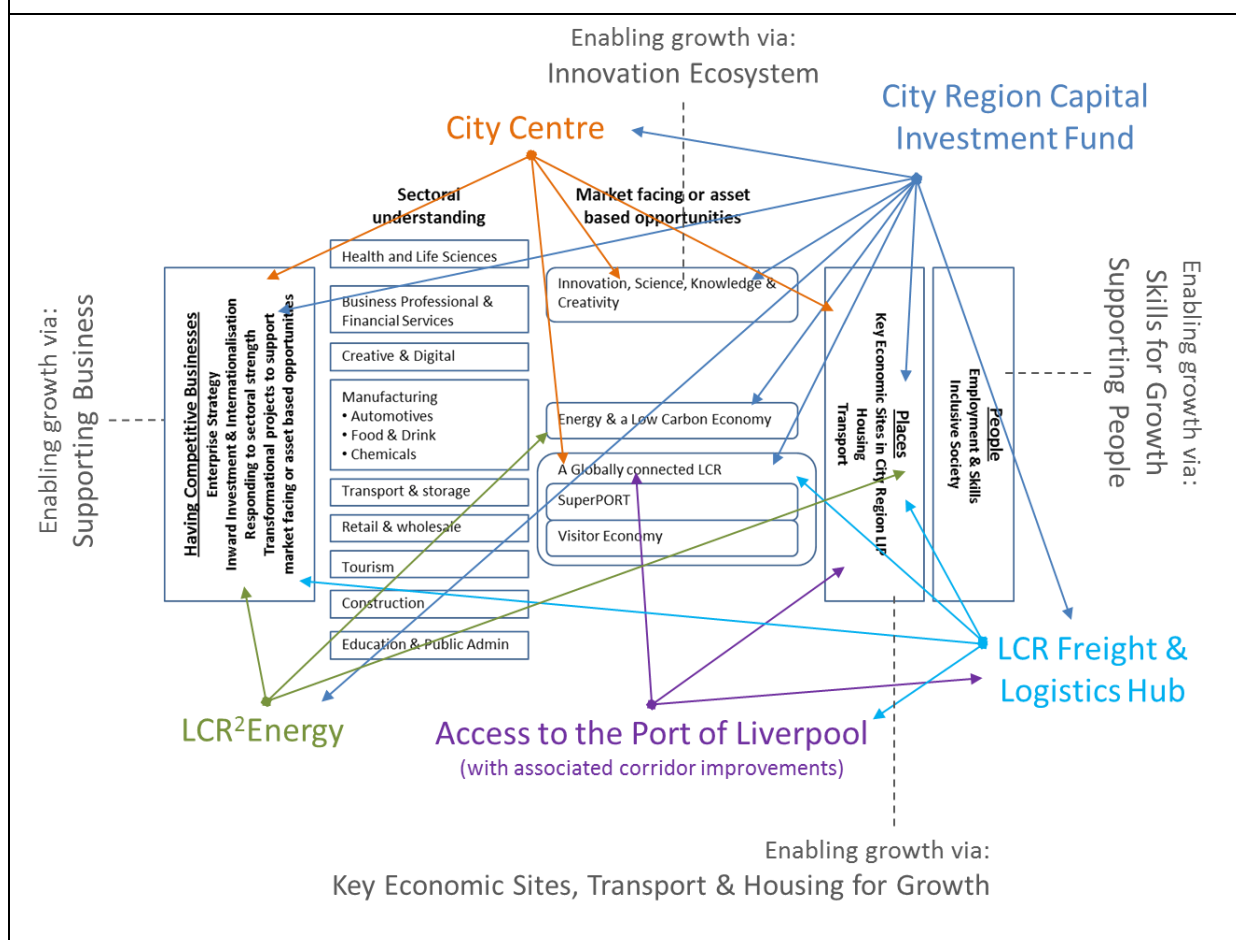 Enabling growth via:
Innovation Ecosystem
City Region Capital
Investment Fund
City Centre
Sectoral
understanding
Market facing or asset
based opportunities
Enabling growth via:
Supporting Business
Having Competitive Businesses
Enterprise Strategy
Inward Investment & Internationalisation
Responding to sectoral strength
Transformational projects to support
market facing or asset based opportunities
Health and Life Sciences
Business Professional &
Financial Services
Creative & Digital
Manufacturing
• Automotives
• Food & Drink
• Chemicals
Transport & storage
Retail & wholesale
Tourism
Construction
Education & Public Admin
Innovation, Science, Knowledge &
Creativity
Energy & a Low Carbon Economy
A Globally connected LCR
SuperPORT
Visitor Economy
Places
Key Economic Sites in City Region LIP
Housing
Transport
People
Employment & Skills
Inclusive Society
Enabling growth via:
Skills for Growth
Supporting People
LCR²Energy
Access to the Port of Liverpool
(with associated corridor improvements)
LCR Freight &
Logistics Hub
Enabling growth via:
Key Economic Sites, Transport & Housing for Growth